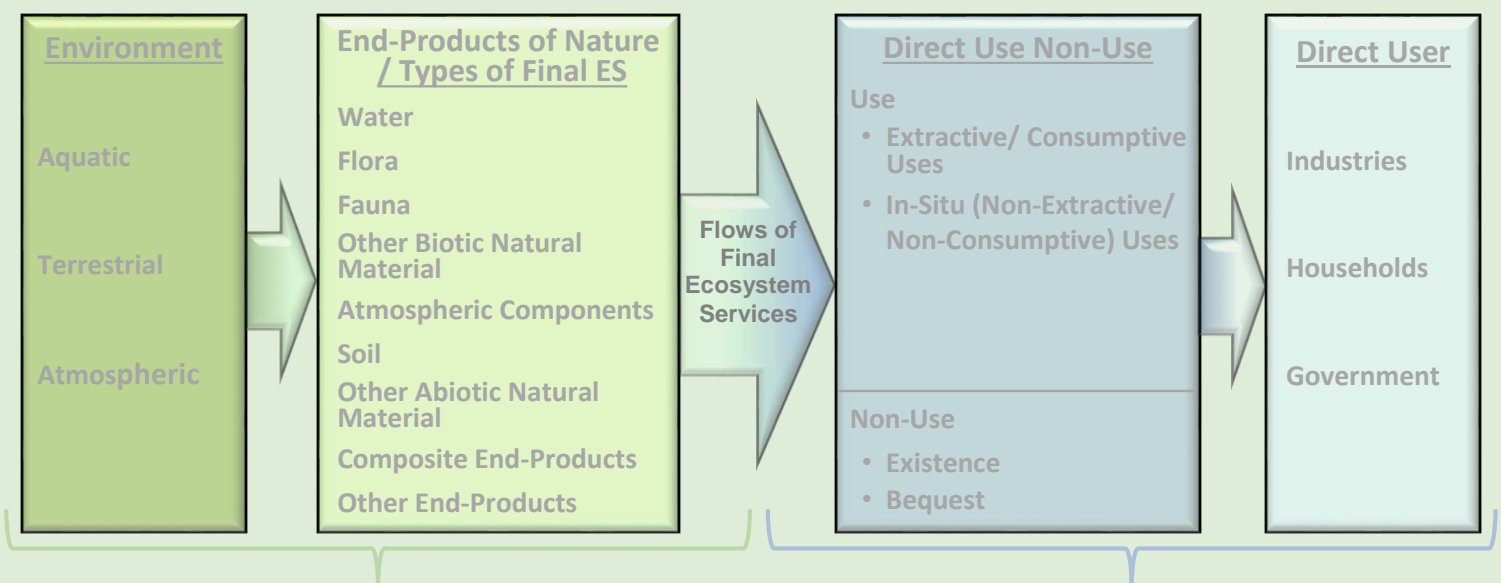 Environment
Aquatic
Terrestrial
Atmospheric
End-Products of Nature
/ Types of Final ES
Water
Flora
Fauna
Other Biotic Natural
Material
Atmospheric Components
Soil
Other Abiotic Natural
Material
Composite End-Products
Other End-Products
Flows of
Final
Ecosystem
Services
Direct Use Non-Use
Use
• Extractive/ Consumptive
Uses
• In-Situ (Non-Extractive/
Non-Consumptive) Uses
Non-Use
• Existence
• Bequest
Direct User
Industries
Households
Government